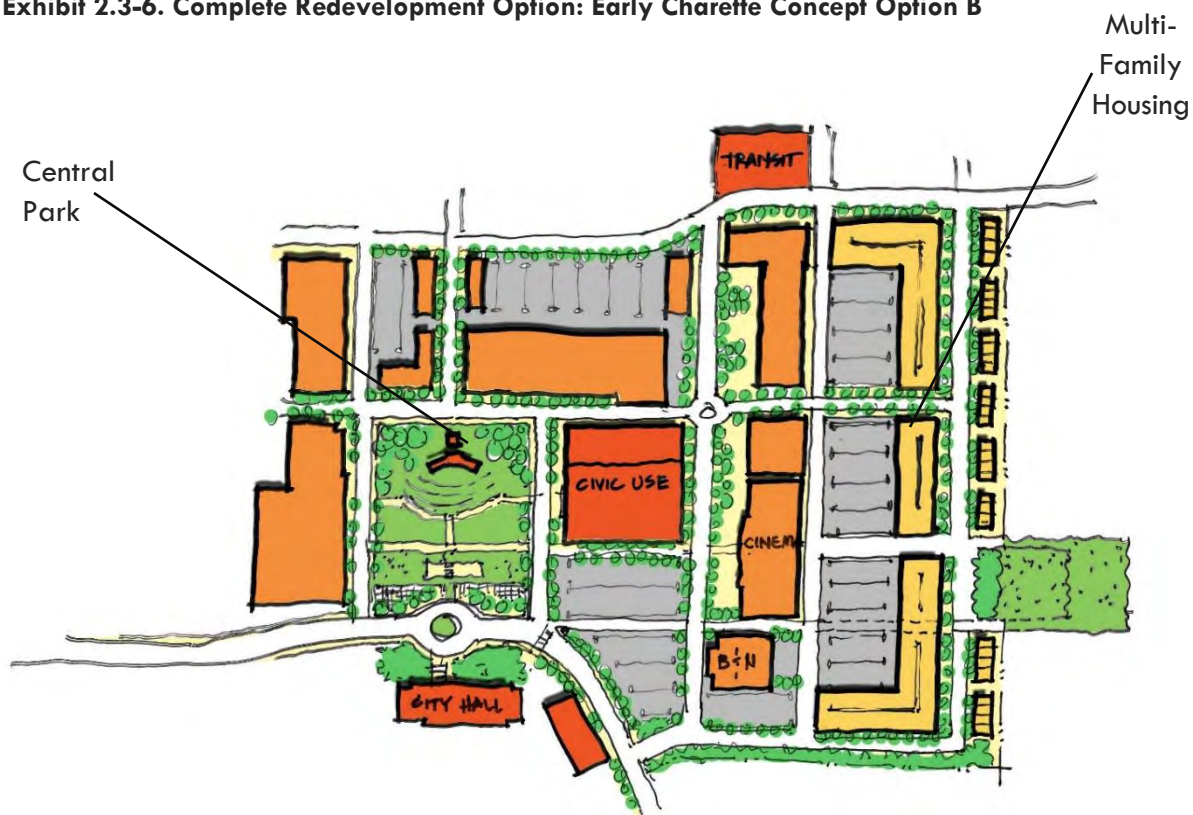 Exhibit 2.3-6. Complete Redevelopment Option: Early Charette Concept Option B
Multi-
Family
Housing
Central
Park
TRANSIT
CIVIC USE
CINEMA
B&N
CITY HALL